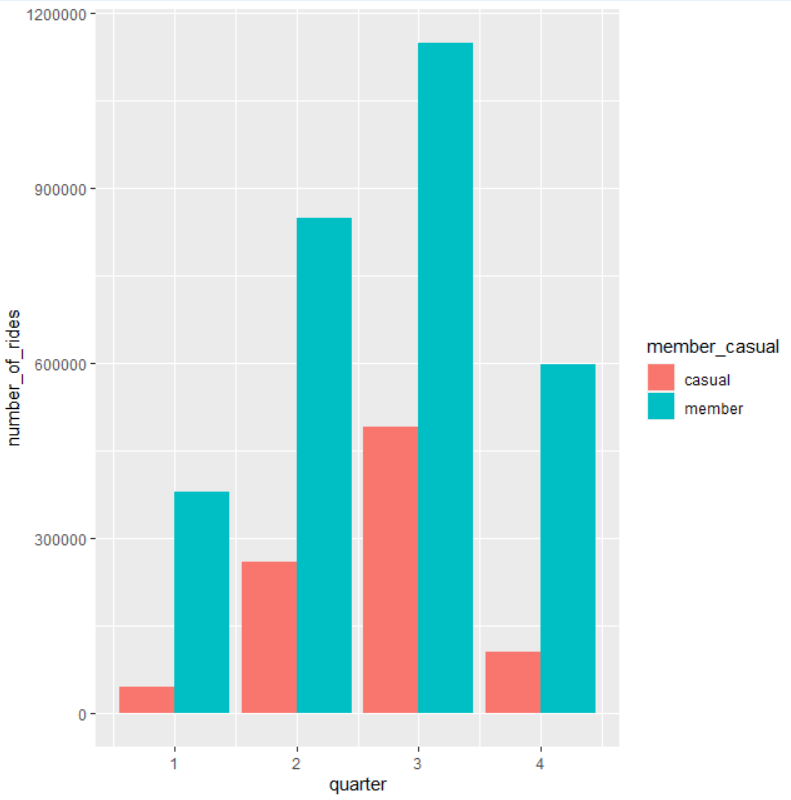 1200000
900000
600000
300000
0
number_of_rides
1 2 3 4
quarter
member_casual
casual
member